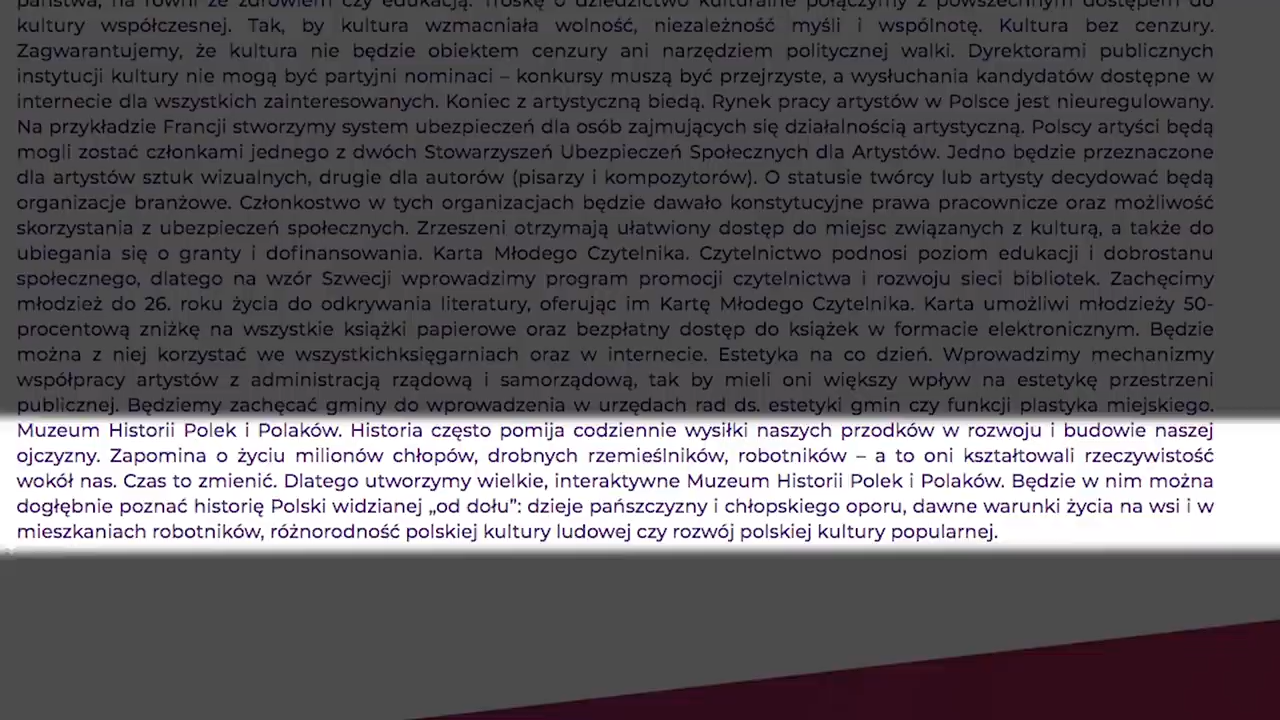 państwa, na równi ze zdrowiem czy edukacją. Troskę o dziedzictwo kulturalne połączymy z powszechnym dostępem do
kultury współczesnej. Tak, by kultura wzmacniała wolność, niezależność myśli i wspólnotę. Kultura bez cenzury.
Zagwarantujemy, że kultura nie będzie obiektem cenzury ani narzędziem politycznej walki. Dyrektorami publicznych
instytucji kultury nie mogą być partyjni nominaci – konkursy muszą być przejrzyste, a wysłuchania kandydatów dostępne w
internecie dla wszystkich zainteresowanych. Koniec z artystyczną biedą. Rynek pracy artystów w Polsce jest nieuregulowany.
Na przykładzie Francji stworzymy system ubezpieczeń dla osób zajmujących się działalnością artystyczną. Polscy artyści będą
mogli zostać członkami jednego z dwóch Stowarzyszeń Ubezpieczeń Społecznych dla Artystów. Jedno będzie przeznaczone
dla artystów sztuk wizualnych, drugie dla autorów (pisarzy i kompozytorów). O statusie twórcy lub artysty decydować będą
organizacje branżowe. Członkostwo w tych organizacjach będzie dawało konstytucyjne prawa pracownicze oraz możliwość
skorzystania z ubezpieczeń społecznych. Zrzeszeni otrzymają ułatwiony dostęp do miejsc związanych z kulturą, a także do
ubiegania się o granty i dofinansowania. Karta Młodego Czytelnika. Czytelnictwo podnosi poziom edukacji i dobrostanu
społecznego, dlatego na wzór Szwecji wprowadzimy program promocji czytelnictwa i rozwoju sieci bibliotek. Zachęcimy
młodzież do 26. roku życia do odkrywania literatury, oferując im Kartę Młodego Czytelnika. Karta umożliwi młodzieży 50-
procentową zniżkę na wszystkie książki papierowe oraz bezpłatny dostęp do książek w formacie elektronicznym. Będzie
można z niej korzystać we wszystkichksięgarniach oraz w internecie. Estetyka na co dzień. Wprowadzimy mechanizmy
współpracy artystów z administracją rządową i samorządową, tak by mieli oni większy wpływ na estetykę przestrzeni
publicznej. Będziemy zachęcać gminy do wprowadzenia w urzędach rad ds. estetyki gmin czy funkcji plastyka miejskiego.
Muzeum Historii Polek i Polaków. Historia często pomija codziennie wysiłki naszych przodków w rozwoju i budowie naszej
ojczyzny. Zapomina o życiu milionów chłopów, drobnych rzemieślników, robotników – a to oni kształtowali rzeczywistość
wokół nas. Czas to zmienić. Dlatego utworzymy wielkie, interaktywne Muzeum Historii Polek i Polaków. Będzie w nim można
dogłębnie poznać historię Polski widzianej „od dołu”: dzieje pańszczyzny i chłopskiego oporu, dawne warunki życia na wsi i w
mieszkaniach robotników, różnorodność polskiej kultury ludowej czy rozwój polskiej kultury popularnej.